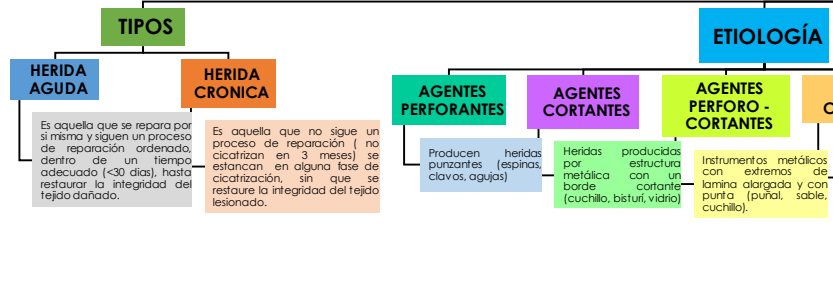 TIPOS
ETIOLOGÍA
HERIDA
AGUDA
HERIDA
CRONICA
AGENTES
PERFORANTES
AGENTES
CORTANTES
AGENTES
PERFORO -
CORTANTES
Es aquella que se repara por
si misma y siguen un proceso
de reparación ordenado,
dentro de un tiempo
adecuado (<30 dias), hasta
restaurar la integridad del
tejido dañado.
Es aquella que no sigue un
proceso de reparación ( no
cicatrizan en 3 meses) se
estancan en alguna fase de
cicatrización, sin que se
restaure la integridad del tejido
lesionado.
Producen heridas
punzantes (espinas,
clavos, agujas)
Heridas producidas
por estructura
metálica con un
borde cortante
(cuchillo, bisturí, vidrio)
Instrumentos metálicos
con extremos de
lamina alargada y con
punta (puñal, sable,
cuchillo).